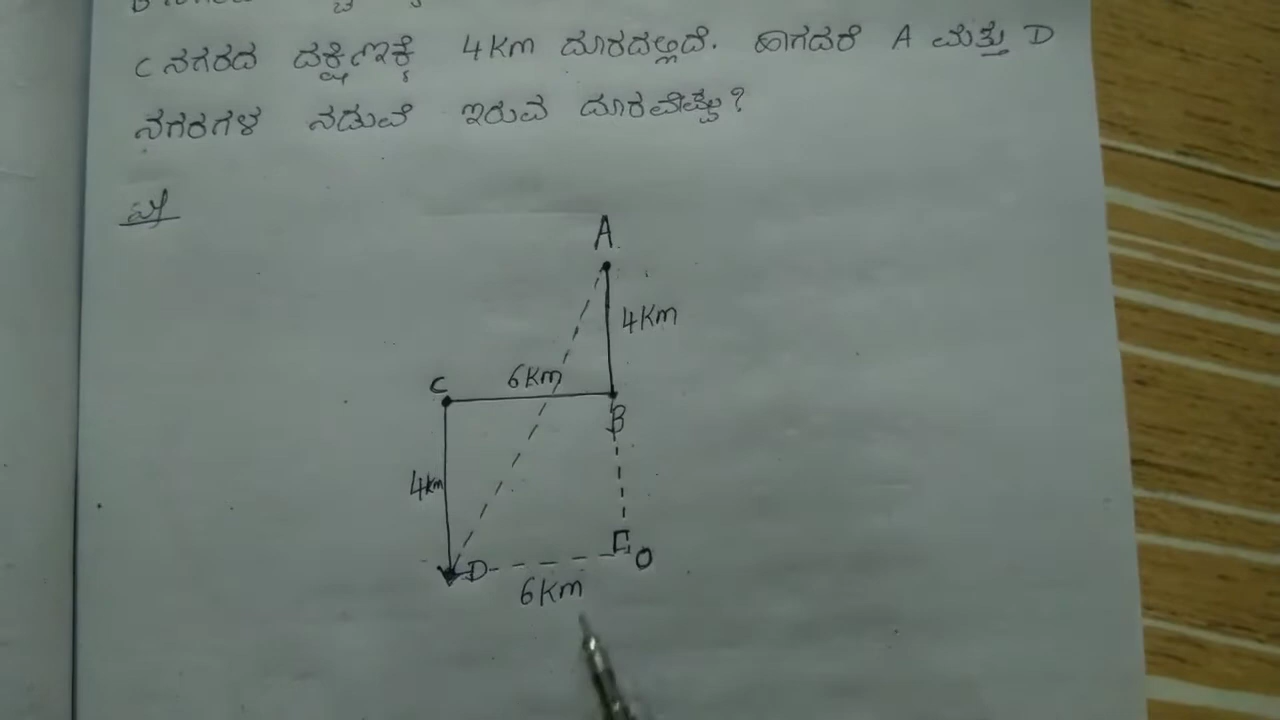 C ನಗರದ ದಕ್ಷಿಣಕ್ಕೆ 4Km ದೂರದಲ್ಲಿದೆ. ಹಾಗದರೆ A ಮತ್ತು D
ನಗರಗಳ ನಡುವೆ ಇರುವ ದೂರವೇಷ್ಟು?
A
4Km
6Km
C
B
4km
D
O
6Km